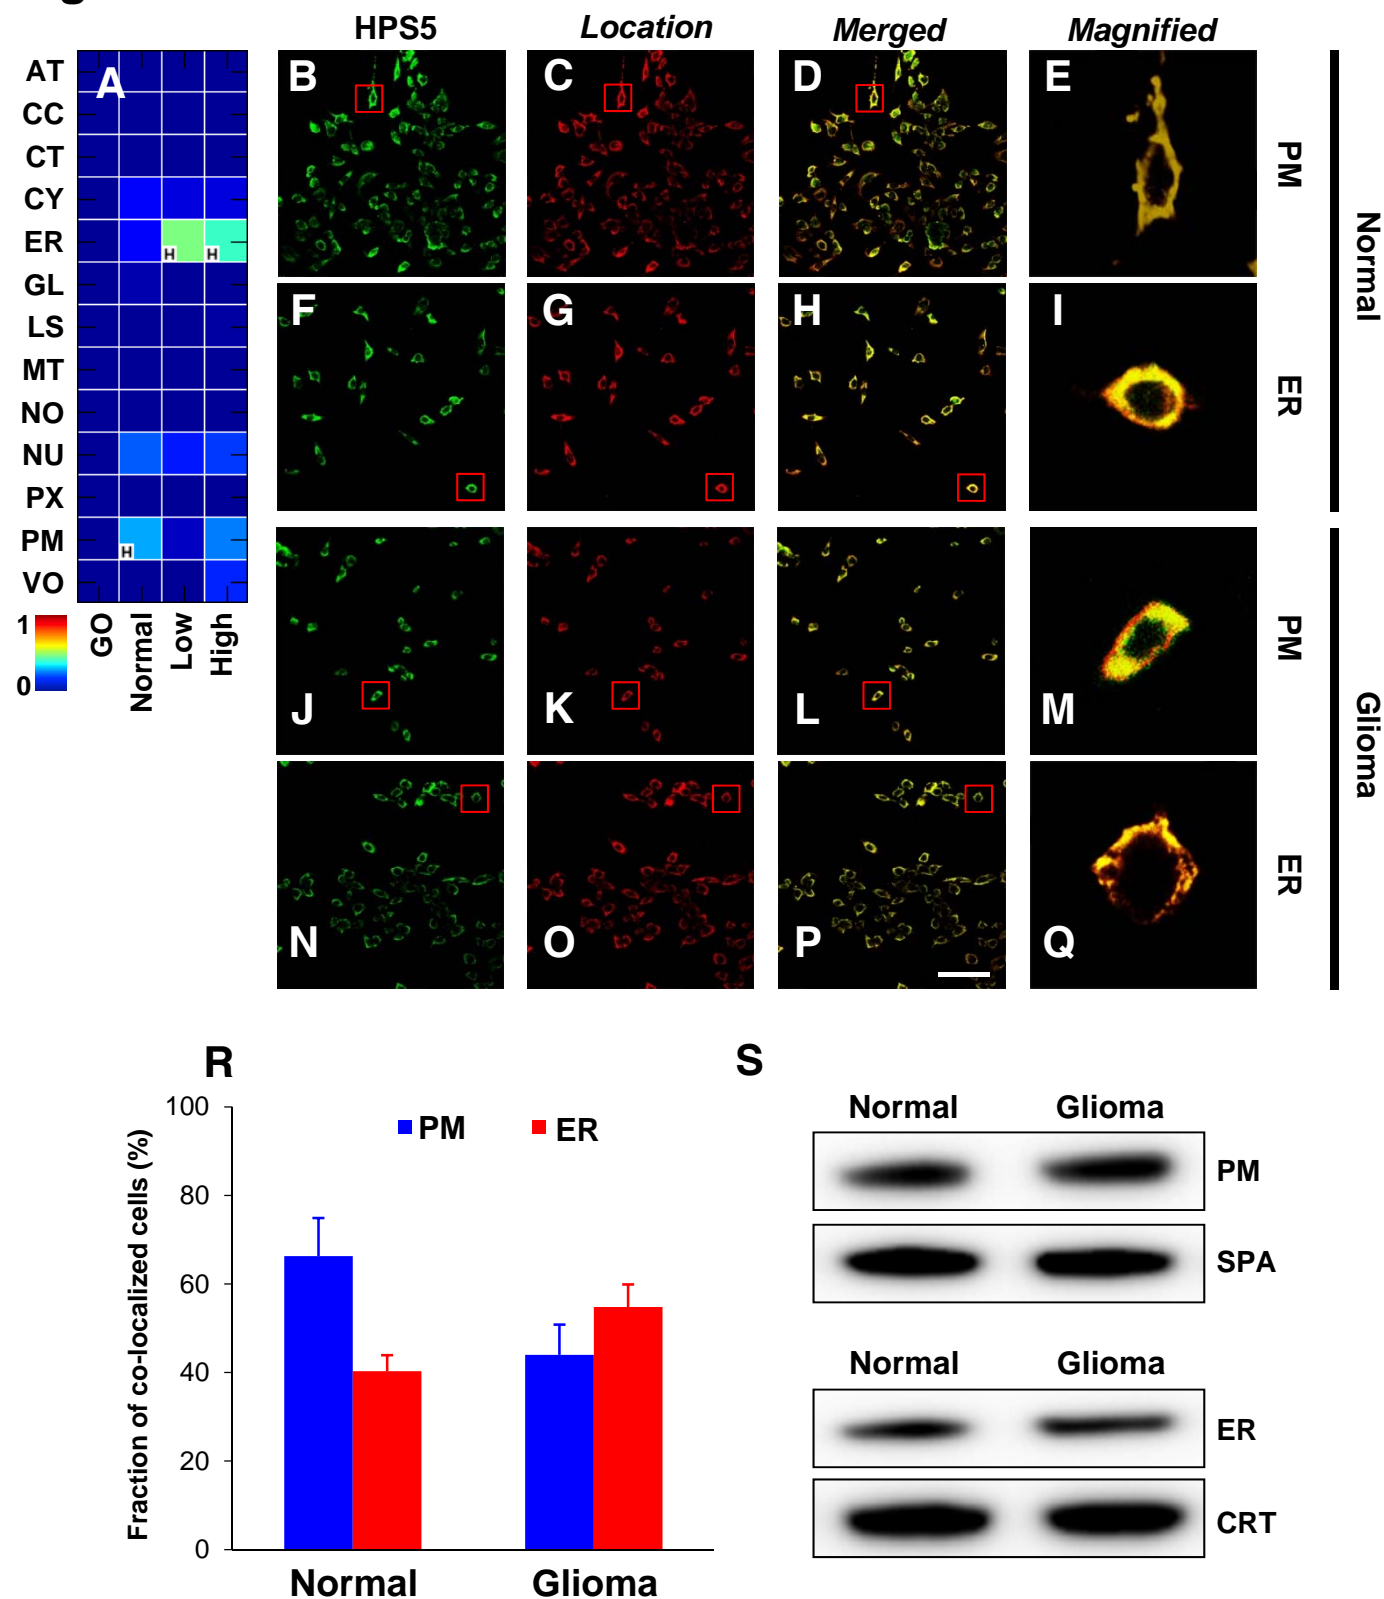 HPS5 Location Merged Magnified
A
AT
CC
CT
CY
ER
GL
LS
MT
NO
NU
PX
PM
VO
H H
H
1
0
GO Normal Low High
B C D E PM
F G H I ER
Normal
J K L M PM
N O P Q ER
Glioma
R
100
80
60
40
20
0
Fraction of co-localized cells (%)
PM ER
Normal Glioma
S
Normal Glioma
PM
SPA
Normal Glioma
ER
CRT